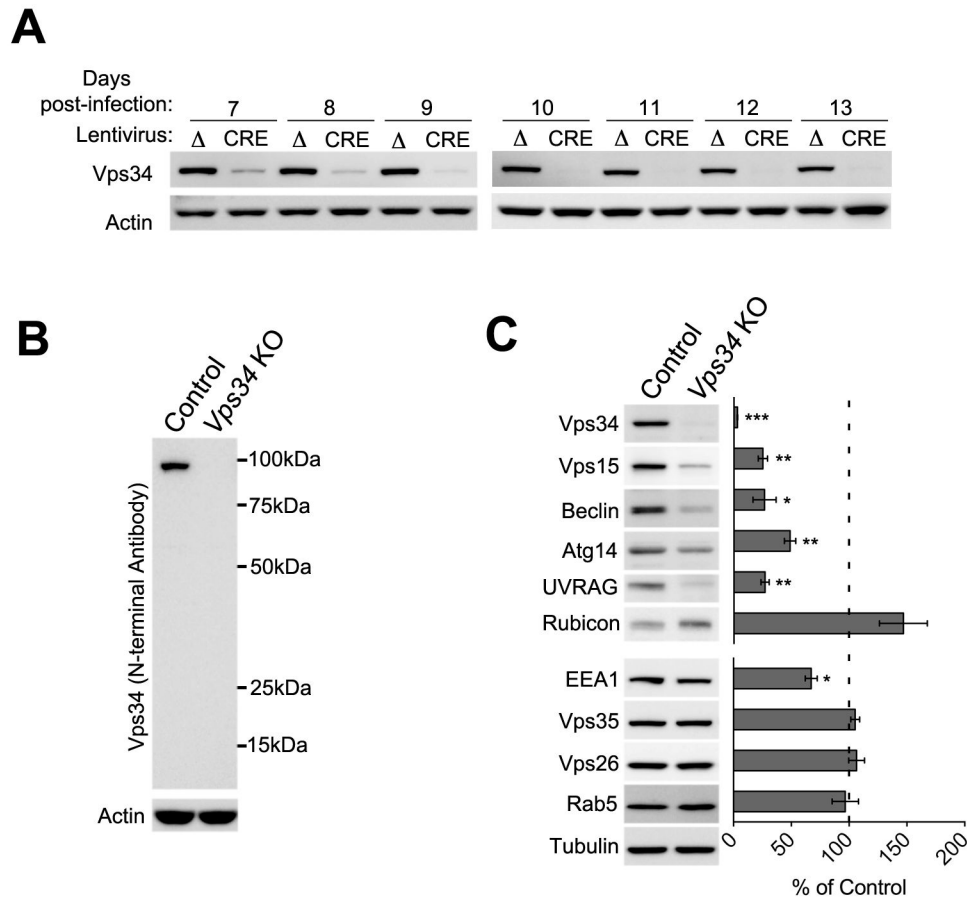 A
Days
post-infection:
7 8 9 10 11 12 13
Lentivirus: Δ CRE Δ CRE Δ CRE Δ CRE Δ CRE Δ CRE Δ CRE
Vps34
Actin
B
Control
Vps34 KO
Vps34 (N-terminal Antibody)
100kDa
75kDa
50kDa
25kDa
15kDa
Actin
C
Control
Vps34 KO
Vps34 ***
Vps15 **
Beclin *
Atg14 **
UVRAG **
Rubicon
EEA1 *
Vps35
Vps26
Rab5
Tubulin
0 50 100 150 200
% of Control